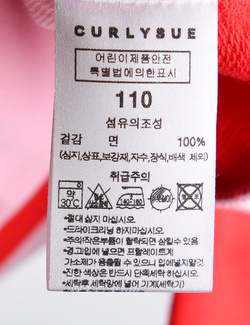 CURLYSUE
어린이제품안전
특별법에의한표시
110
섬유의조성
겉감 면 100%
(심지,상표,보강재,자수,장식,배색 제외)
취급주의
약 30℃
•절대 삶지 마십시오.
•드라이크리닝 하지마십시오.
•주의!작은부품이 탈락되면 삼킬수 있음
•경고!입에 넣으면 프탈레이트계
가소제가 용출될 수 있으니 입에넣지말것
•진한 색상은 반드시 단독세탁 하십시오.
•세탁후 세탁망에 넣어 건조기(세탁기)